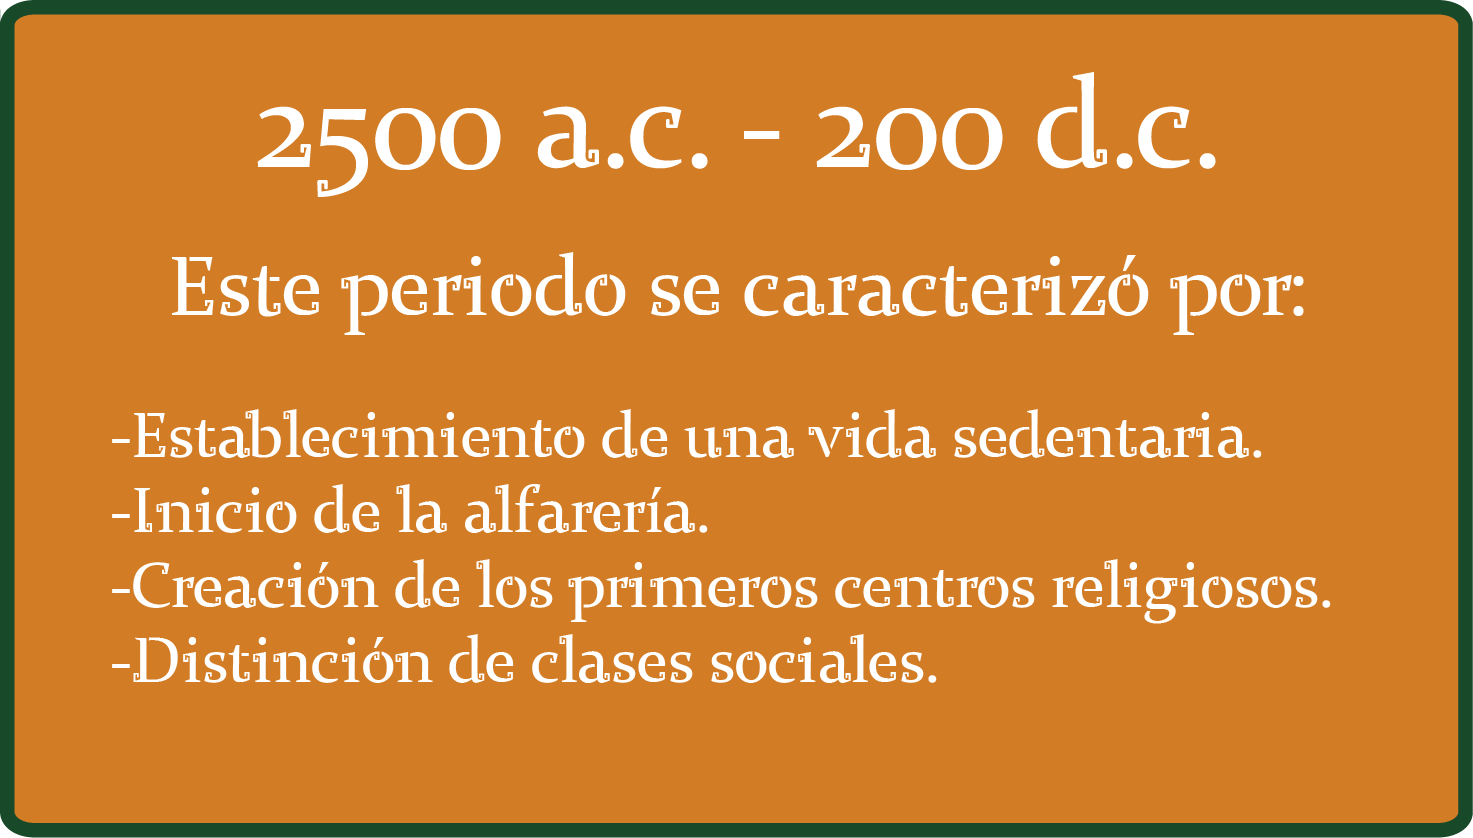 2500 a.c. - 200 d.c.
Este periodo se caracterizó por:
-Establecimiento de una vida sedentaria.
-Inicio de la alfarería.
-Creación de los primeros centros religiosos.
-Distinción de clases sociales.